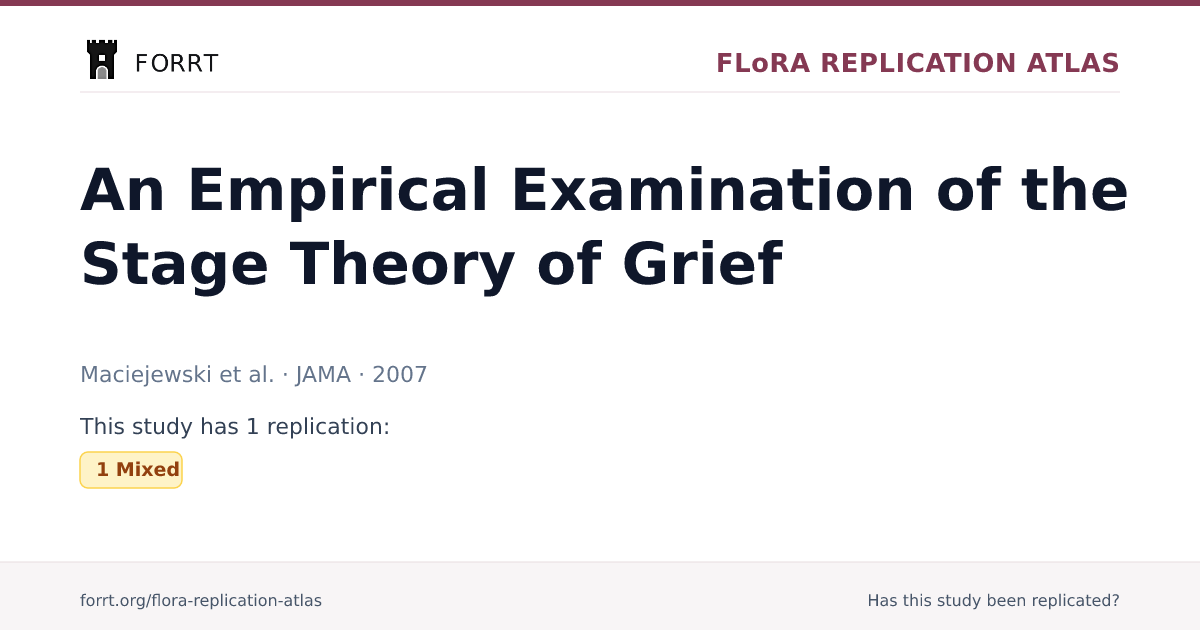 FORRT
FLoRA REPLICATION ATLAS
An Empirical Examination of the
Stage Theory of Grief
Maciejewski et al. · JAMA · 2007
This study has 1 replication:
1 Mixed
forrt.org/flora-replication-atlas
Has this study been replicated?